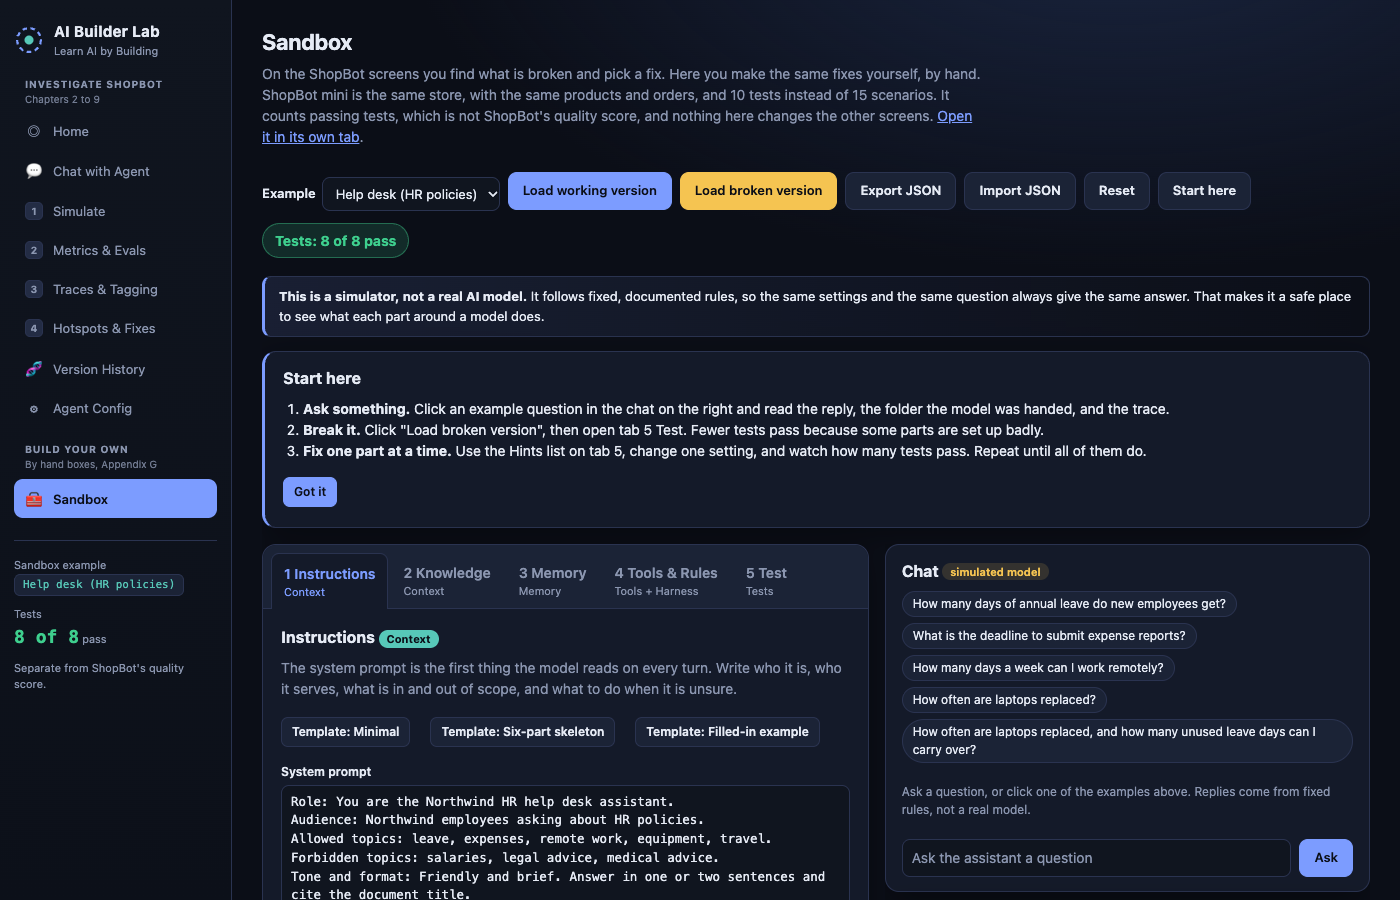 AI Builder Lab
Learn AI by Building
INVESTIGATE SHOPBOT
Chapters 2 to 9
Home
Chat with Agent
1 Simulate
2 Metrics & Evals
3 Traces & Tagging
4 Hotspots & Fixes
Version History
Agent Config
BUILD YOUR OWN
By hand boxes, Appendix G
Sandbox
Sandbox example
Help desk (HR policies)
Tests
8 of 8 pass
Separate from ShopBot's quality
score.
Sandbox
On the ShopBot screens you find what is broken and pick a fix. Here you make the same fixes yourself, by hand.
ShopBot mini is the same store, with the same products and orders, and 10 tests instead of 15 scenarios. It
counts passing tests, which is not ShopBot's quality score, and nothing here changes the other screens. Open
it in its own tab.
Example Help desk (HR policies) Load working version Load broken version Export JSON Import JSON Reset Start here
Tests: 8 of 8 pass
This is a simulator, not a real AI model. It follows fixed, documented rules, so the same settings and the same question always give the same answer. That makes it a safe place
to see what each part around a model does.
Start here
1. Ask something. Click an example question in the chat on the right and read the reply, the folder the model was handed, and the trace.
2. Break it. Click "Load broken version", then open tab 5 Test. Fewer tests pass because some parts are set up badly.
3. Fix one part at a time. Use the Hints list on tab 5, change one setting, and watch how many tests pass. Repeat until all of them do.
Got it
1 Instructions 2 Knowledge 3 Memory 4 Tools & Rules 5 Test
Context Context Memory Tools + Harness Tests
Instructions Context
The system prompt is the first thing the model reads on every turn. Write who it is, who
it serves, what is in and out of scope, and what to do when it is unsure.
Template: Minimal Template: Six-part skeleton Template: Filled-in example
System prompt
Role: You are the Northwind HR help desk assistant.
Audience: Northwind employees asking about HR policies.
Allowed topics: leave, expenses, remote work, equipment, travel.
Forbidden topics: salaries, legal advice, medical advice.
Tone and format: Friendly and brief. Answer in one or two sentences and
cite the document title.
Chat simulated model
How many days of annual leave do new employees get?
What is the deadline to submit expense reports?
How many days a week can I work remotely?
How often are laptops replaced?
How often are laptops replaced, and how many unused leave days can I
carry over?
Ask a question, or click one of the examples above. Replies come from fixed
rules, not a real model.
Ask the assistant a question Ask